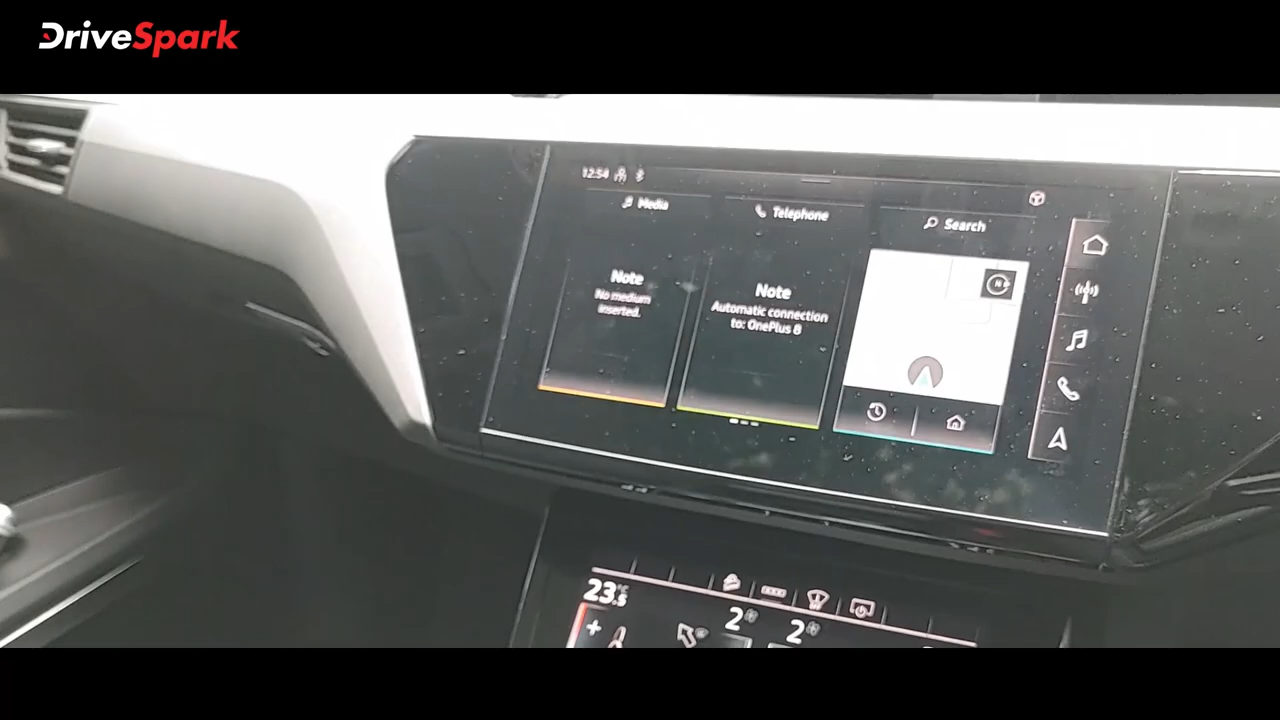 DriveSpark
12:54
Media
Telephone
Search
Note
No medium
inserted.
Note
Automatic connection
to: OnePlus 8
N
23.5 °C
+
2
2